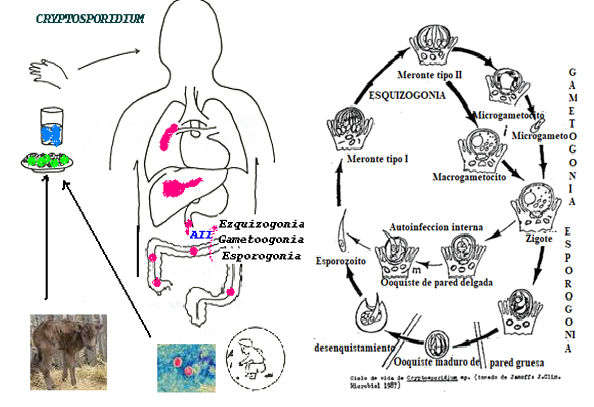 CRYPTOSPORIDIUM
AII
Ezquizogonia
Gametoogonia
Esporogonia
Meronte tipo II
ESQUIZOGONIA
Microgametocito
i
Microgameto
Meronte tipo I
Macrogametocito
GAMETOGONIA
Autoinfeccion interna
Zigote
Esporozoito
m
Ooquiste de pared delgada
ESPOROGONIA
desenquistamiento
Ooquiste maduro de pared gruesa
Ciclo de vida de Cryptosporidium sp. (tomado de Janoff: J.Clin.
Microbiol 1987)